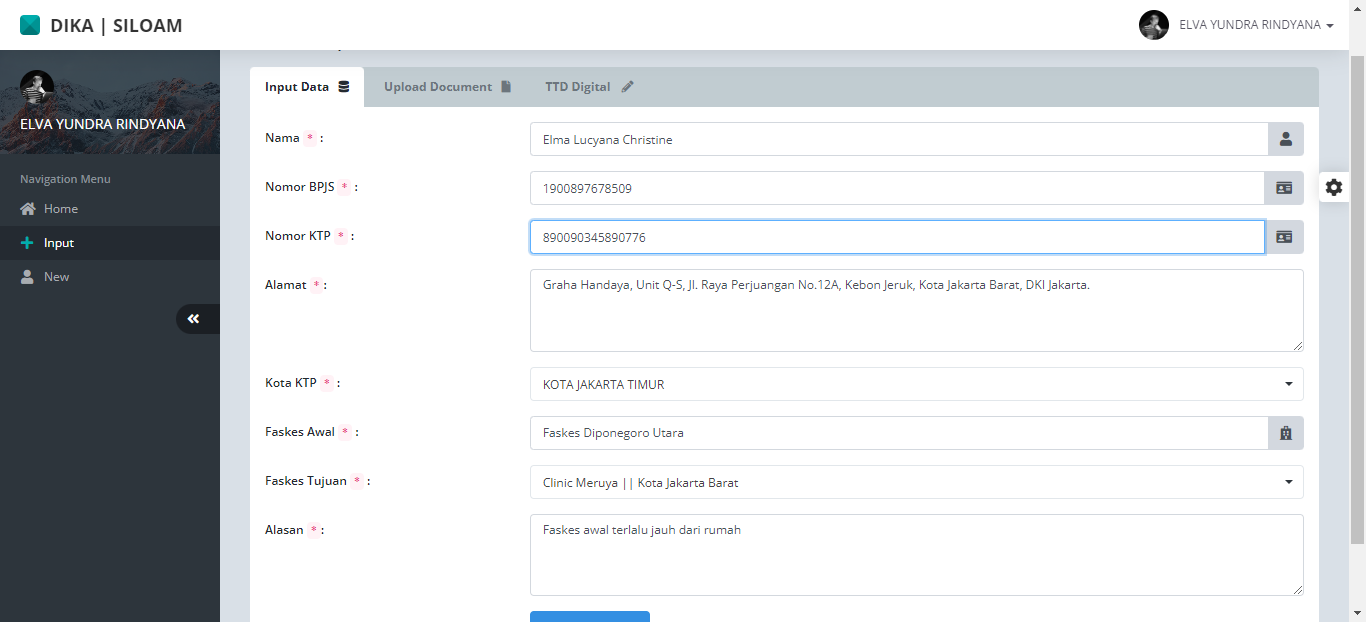 DIKA | SILOAM
ELVA YUNDRA RINDYANA
ELVA YUNDRA RINDYANA
Navigation Menu
Home
Input
New
Input Data
Upload Document
TTD Digital
Nama * :
Elma Lucyana Christine
Nomor BPJS * :
1900897678509
Nomor KTP * :
890090345890776
Alamat * :
Graha Handaya, Unit Q-S, Jl. Raya Perjuangan No.12A, Kebon Jeruk, Kota Jakarta Barat, DKI Jakarta.
Kota KTP * :
KOTA JAKARTA TIMUR
Faskes Awal * :
Faskes Diponegoro Utara
Faskes Tujuan * :
Clinic Meruya || Kota Jakarta Barat
Alasan * :
Faskes awal terlalu jauh dari rumah